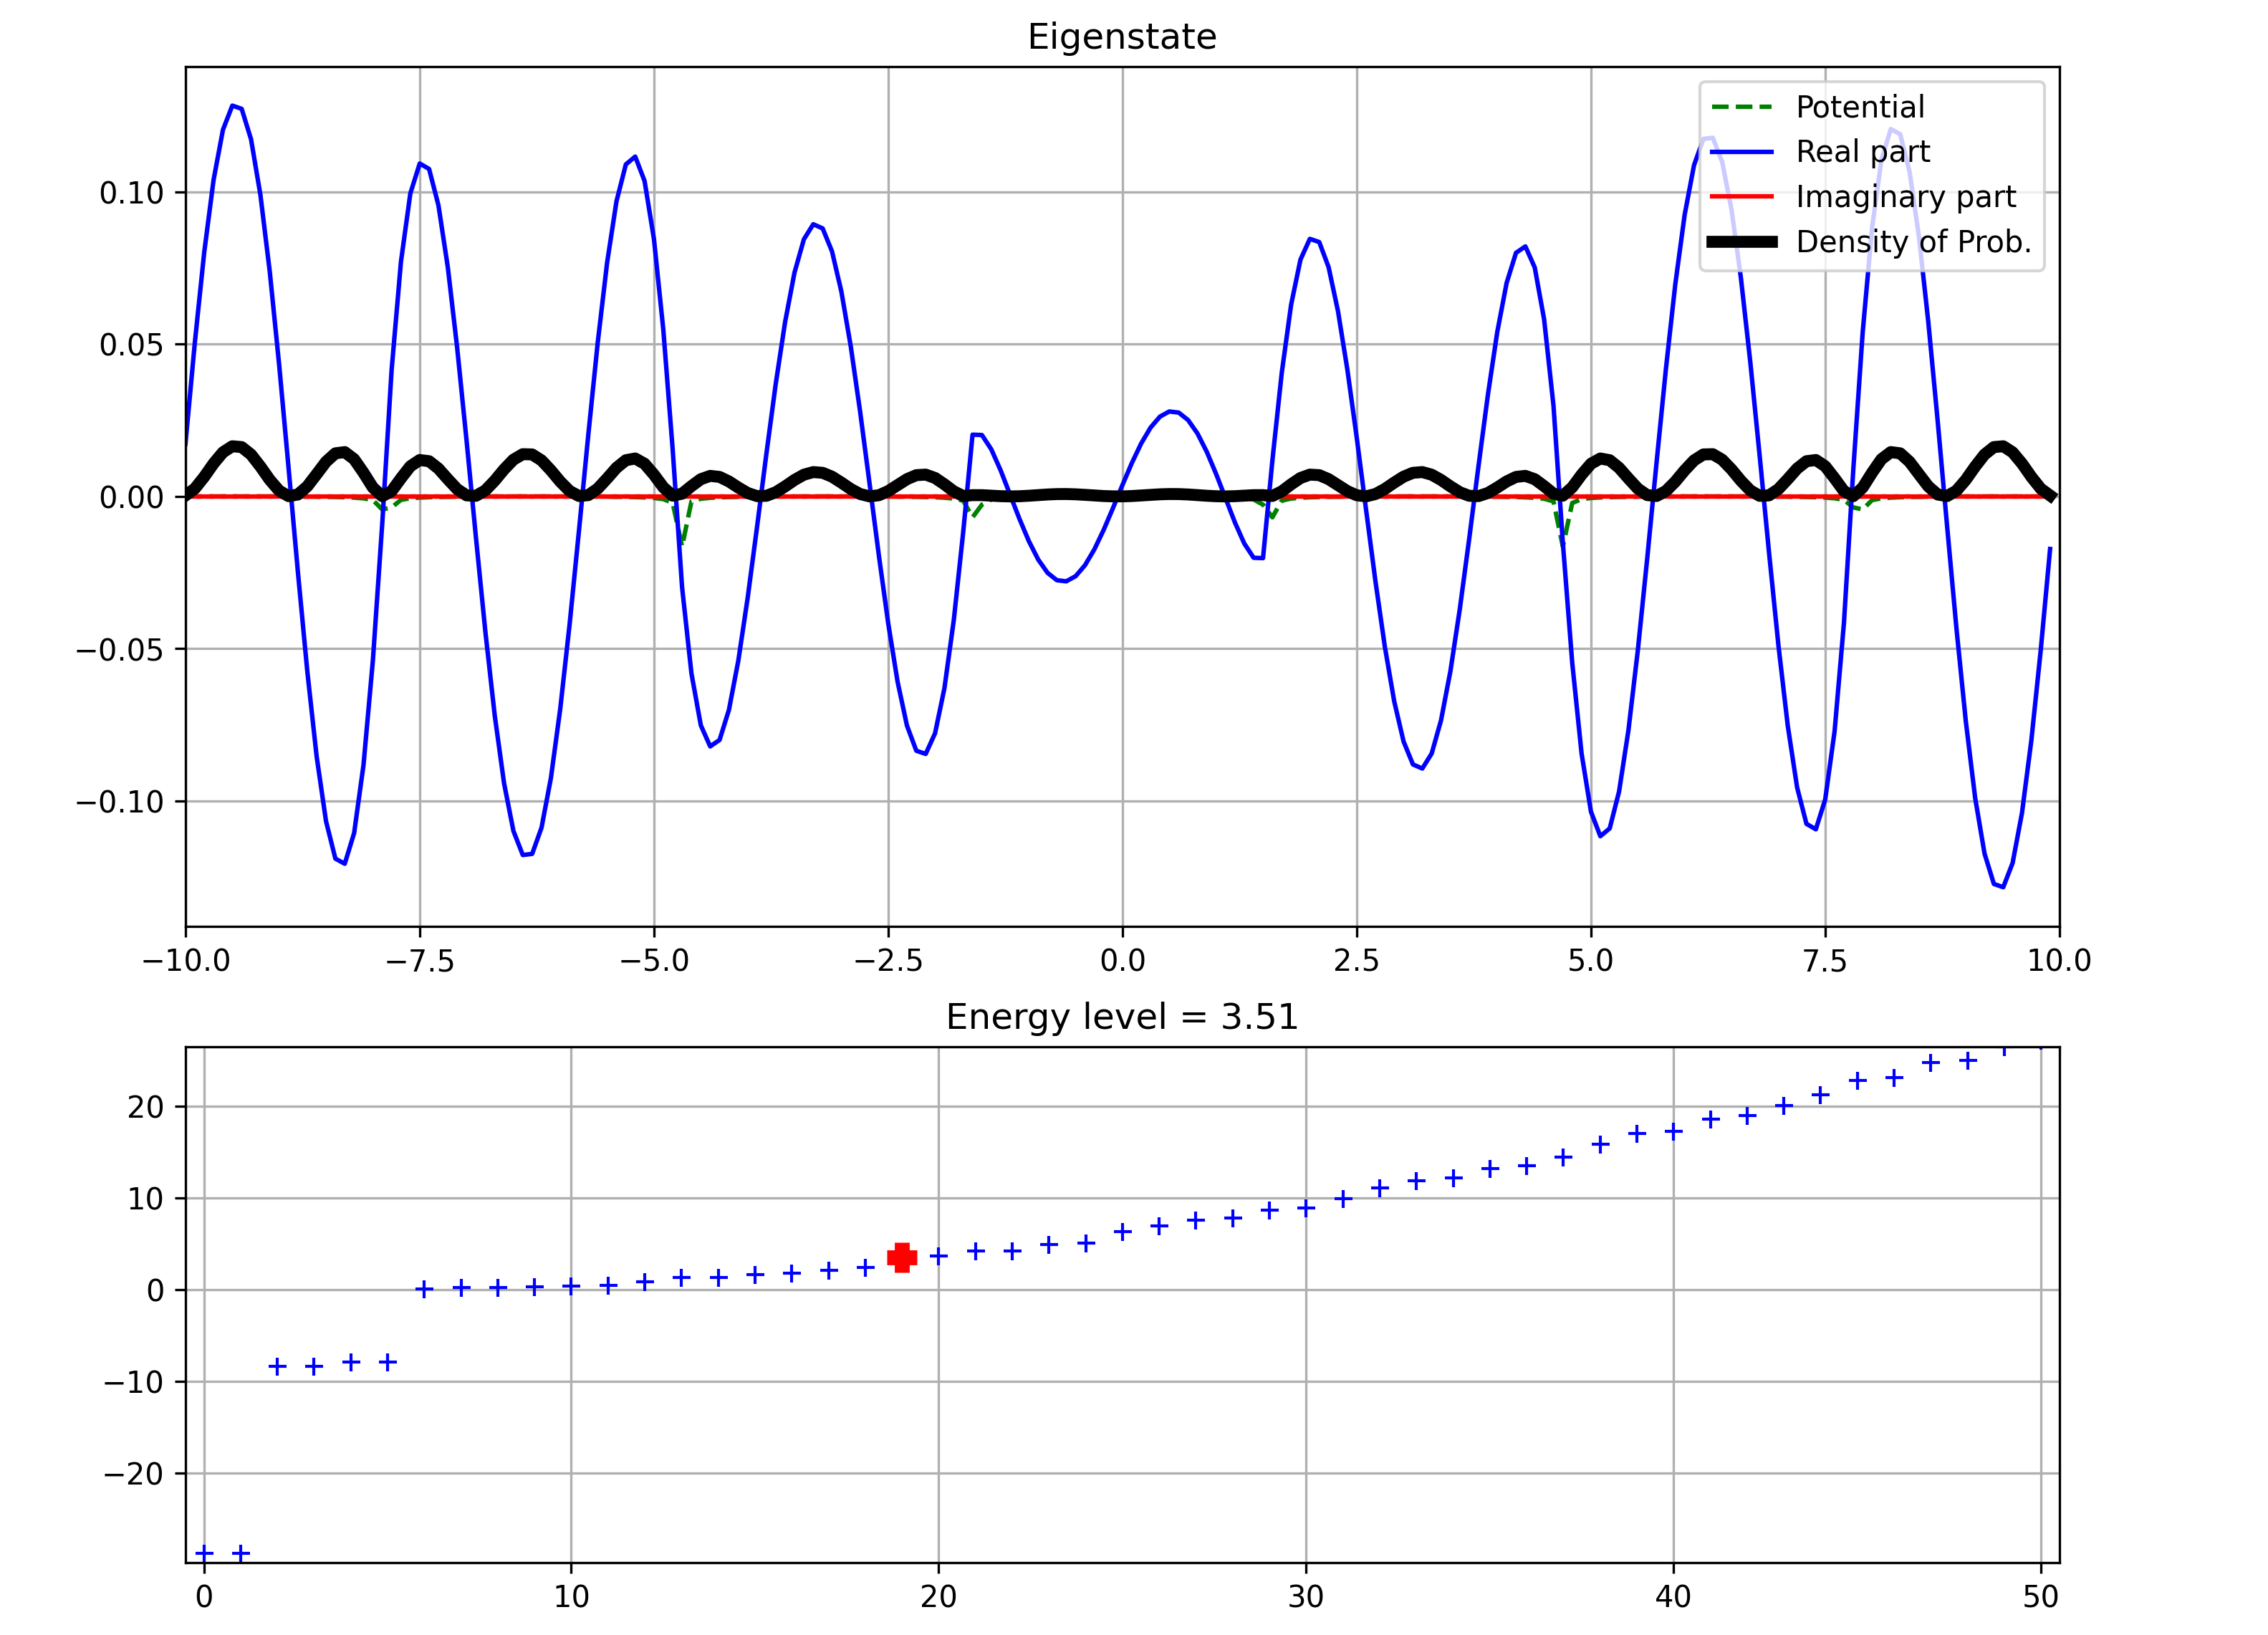 Eigenstate
Potential
Real part
Imaginary part
Density of Prob.
0.10
0.05
0.00
−0.05
−0.10
−10.0 −7.5 −5.0 −2.5 0.0 2.5 5.0 7.5 10.0
Energy level = 3.51
20
10
0
−10
−20
0 10 20 30 40 50